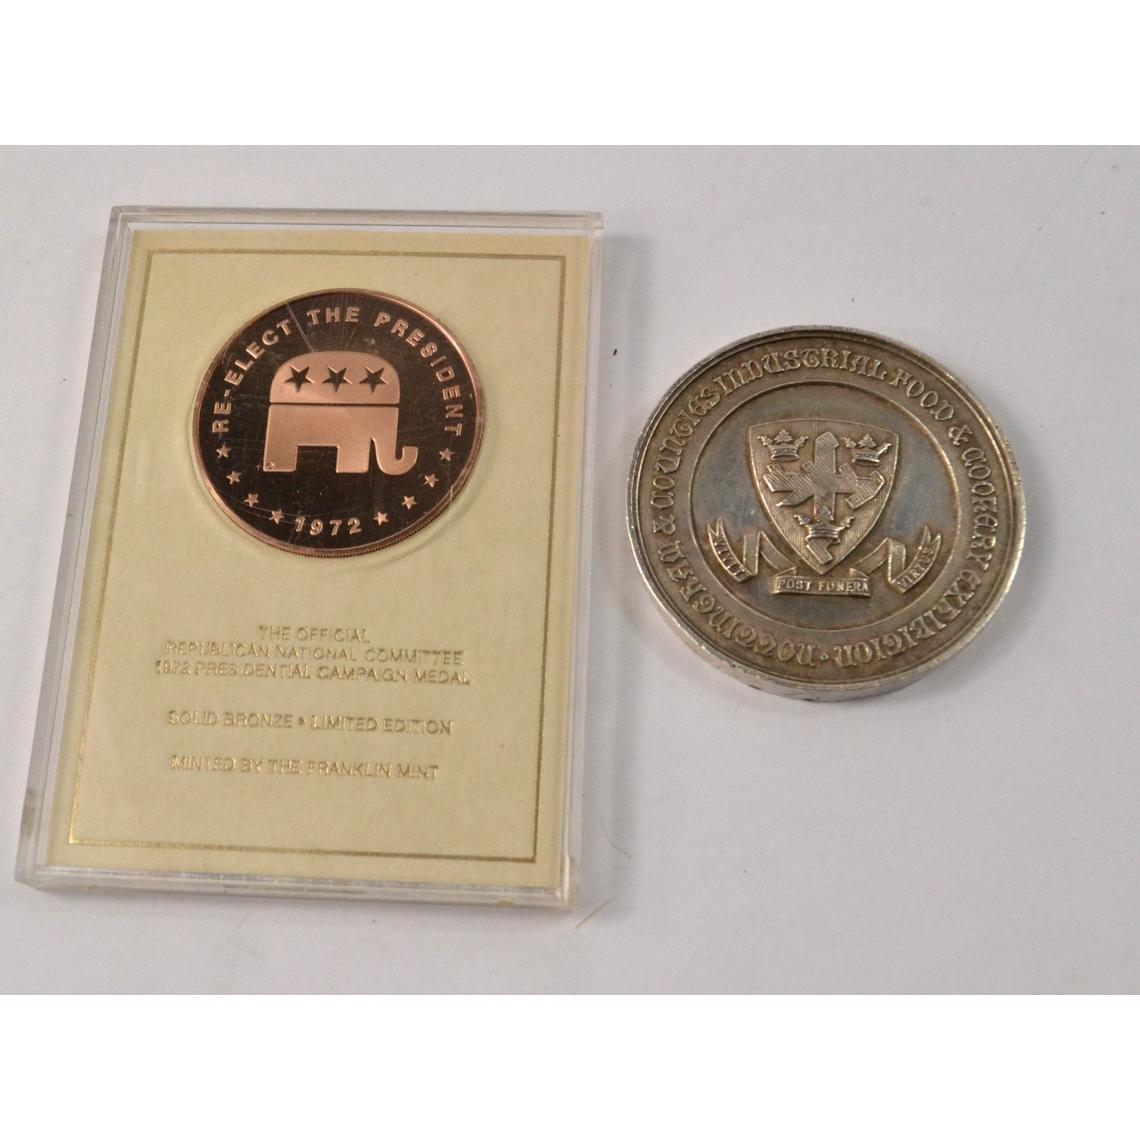 RE-ELECT THE PRESIDENT
1972
THE OFFICIAL
REPUBLICAN NATIONAL COMMITTEE
1972 PRESIDENTIAL CAMPAIGN MEDAL
SOLID BRONZE • LIMITED EDITION
MINTED BY THE FRANKLIN MINT
NOTTINGHAM & COUNTIES INDUSTRIAL FOOD & COOKERY EXHIBITION •
VIVIT
POST FUNERA
VIRTUS